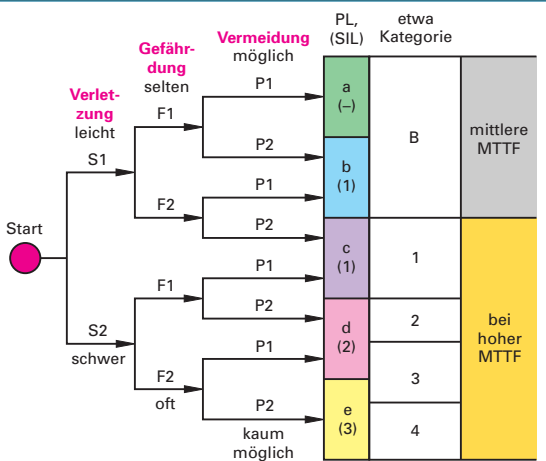 PL,
(SIL)
etwa
Kategorie
Vermeidung
möglich
Gefähr-
dung
selten
Verlet-
zung
leicht
Start
S1
S2
schwer
F1
F2
F1
F2
oft
P1
P2
P1
P2
P1
P2
P1
P2
kaum
möglich
a
(–)
b
(1)
c
(1)
d
(2)
e
(3)
B
1
2
3
4
mittlere
MTTF
bei
hoher
MTTF